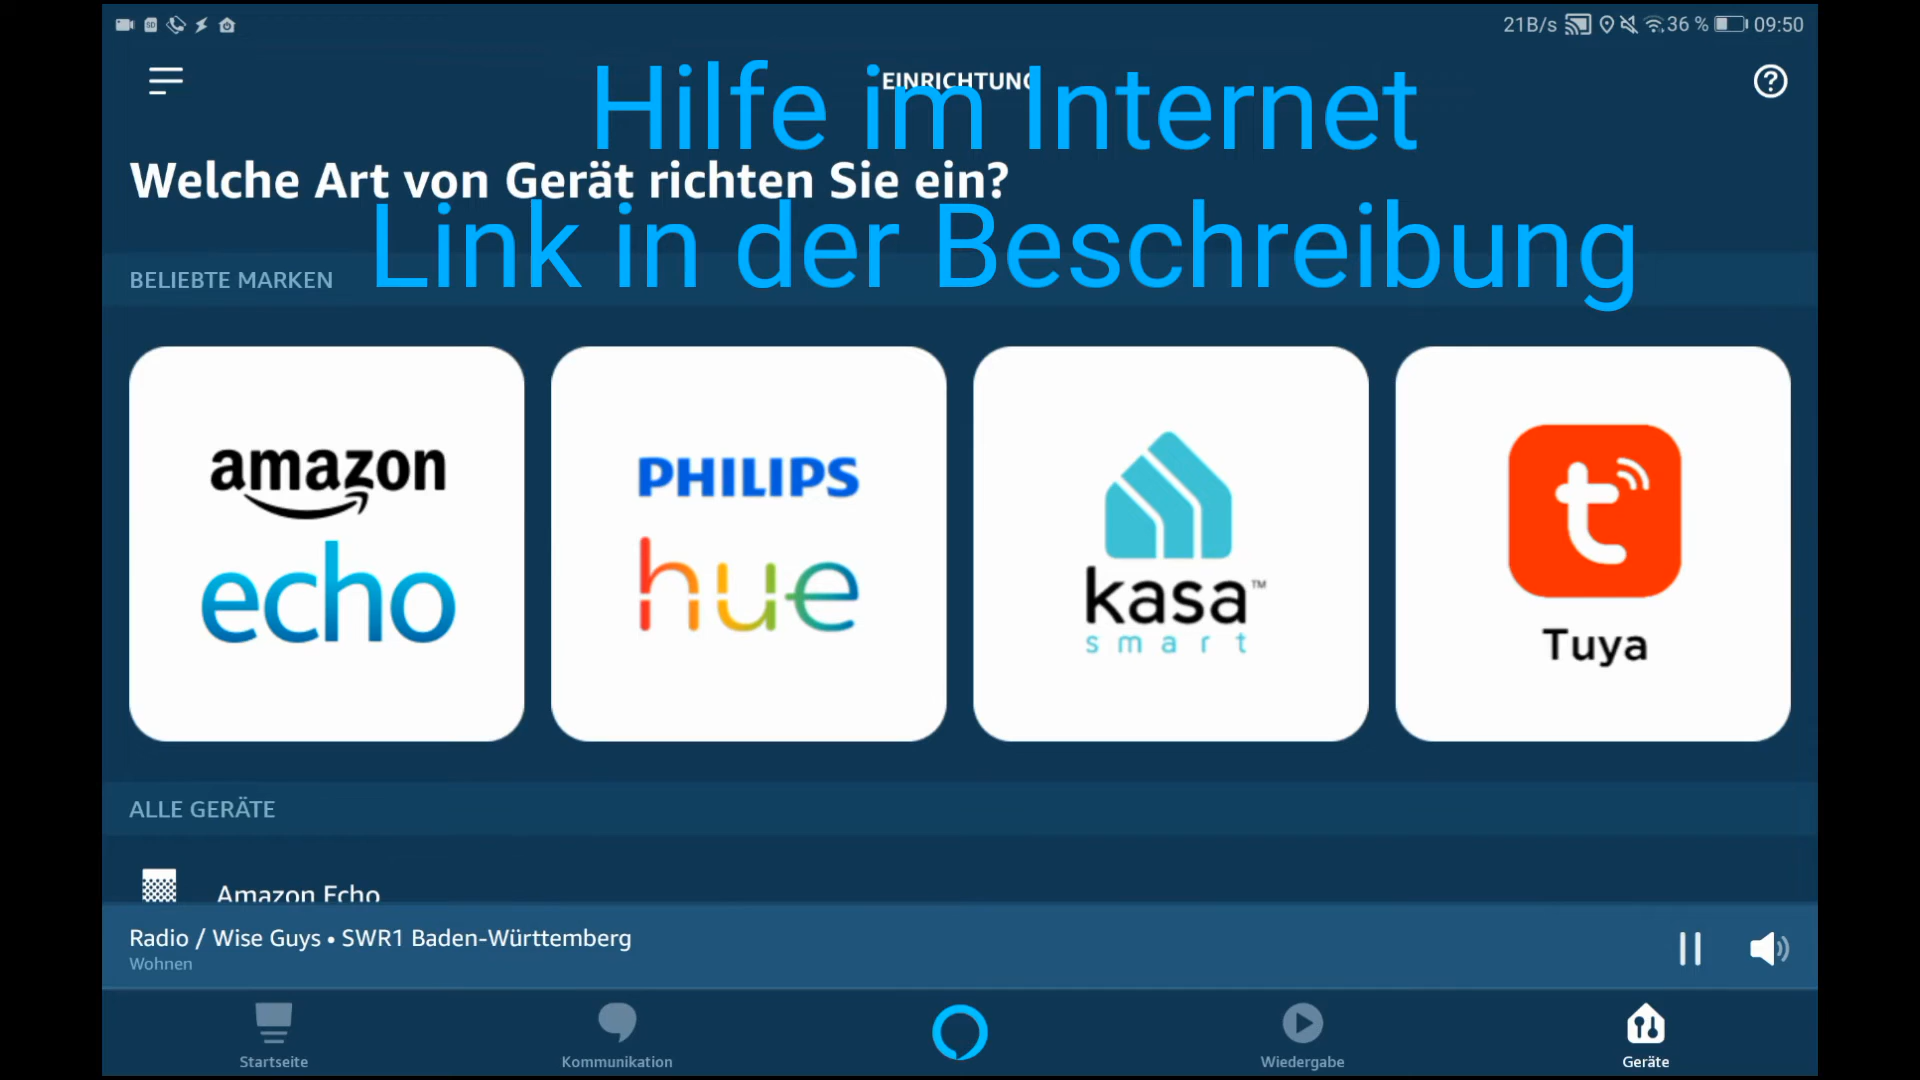 21B/s 36 % 09:50
EINRICHTUNG
Hilfe im Internet
Welche Art von Gerät richten Sie ein?
Link in der Beschreibung
BELIEBTE MARKEN
amazon echo
PHILIPS hue
kasa™ smart
Tuya
ALLE GERÄTE
Amazon Echo
Radio / Wise Guys • SWR1 Baden-Württemberg
Wohnen
Startseite
Kommunikation
Wiedergabe
Geräte